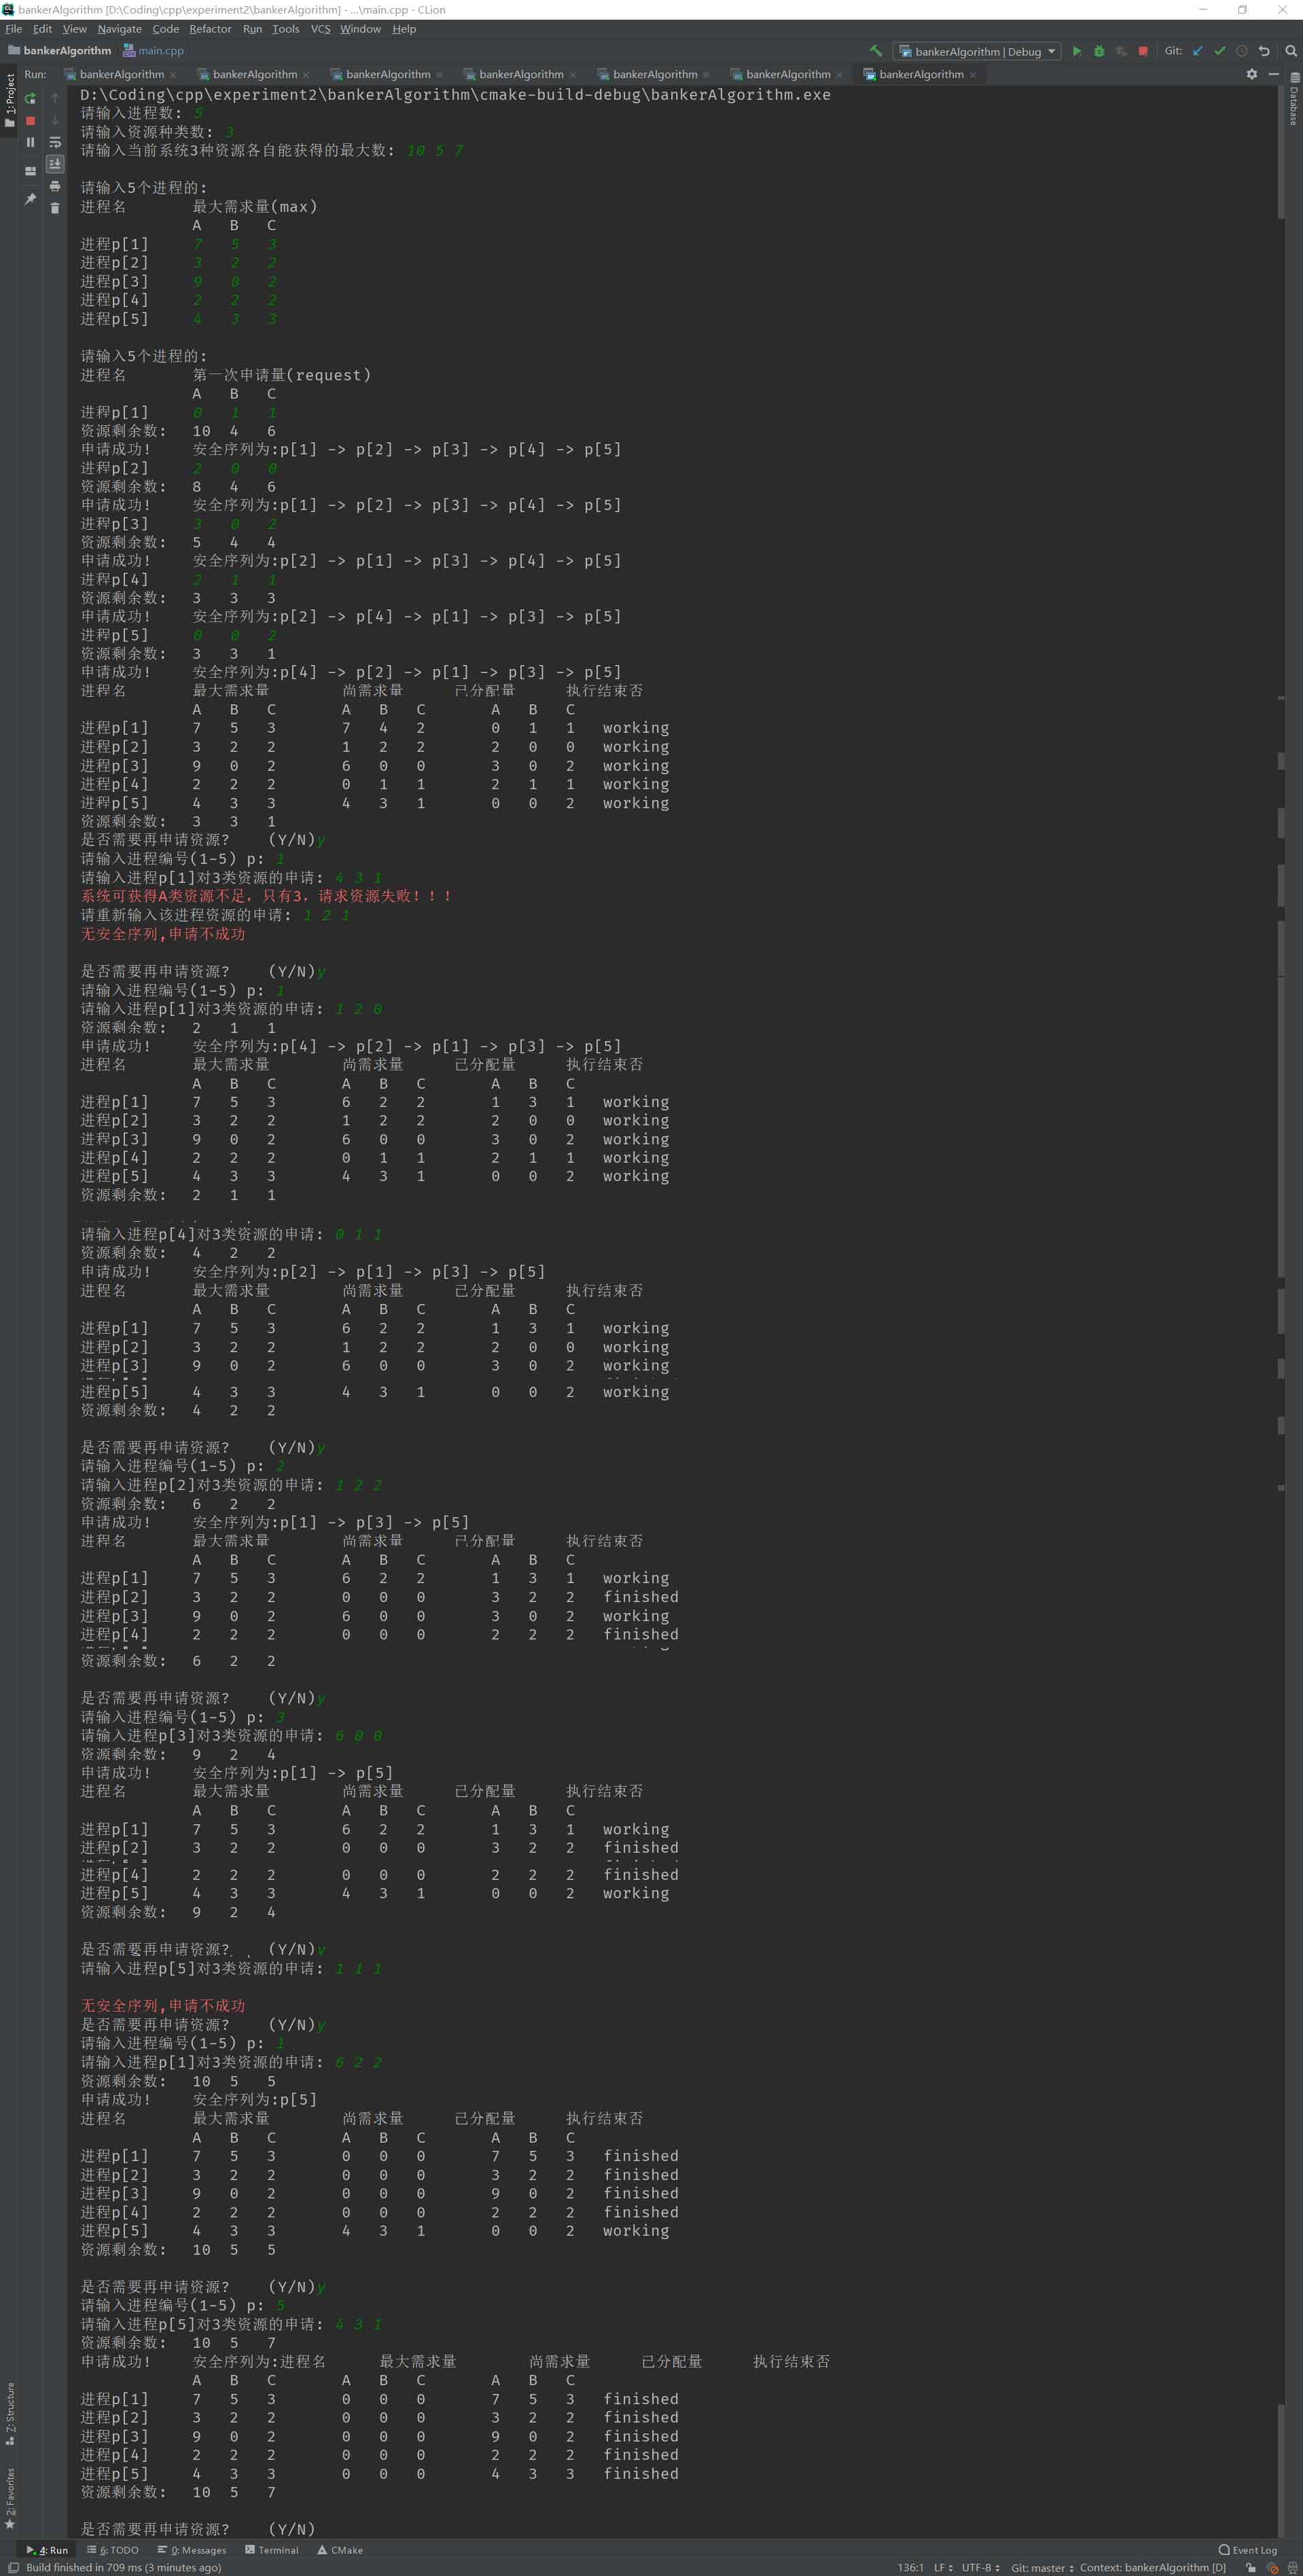 bankerAlgorithm [D:\Coding\cpp\experiment2\bankerAlgorithm] - ...\main.cpp - CLion
File Edit View Navigate Code Refactor Run Tools VCS Window Help
bankerAlgorithm main.cpp bankerAlgorithm | Debug Git:
Run: bankerAlgorithm bankerAlgorithm bankerAlgorithm bankerAlgorithm bankerAlgorithm bankerAlgorithm bankerAlgorithm
1: Project
Database
D:\Coding\cpp\experiment2\bankerAlgorithm\cmake-build-debug\bankerAlgorithm.exe
请输入进程数: 5
请输入资源种类数: 3
请输入当前系统3种资源各自能获得的最大数: 10 5 7
请输入5个进程的:
进程名 最大需求量(max)
A B C
进程p[1] 7 5 3
进程p[2] 3 2 2
进程p[3] 9 0 2
进程p[4] 2 2 2
进程p[5] 4 3 3
请输入5个进程的:
进程名 第一次申请量(request)
A B C
进程p[1] 0 1 1
资源剩余数: 10 4 6
申请成功! 安全序列为:p[1] -> p[2] -> p[3] -> p[4] -> p[5]
进程p[2] 2 0 0
资源剩余数: 8 4 6
申请成功! 安全序列为:p[1] -> p[2] -> p[3] -> p[4] -> p[5]
进程p[3] 3 0 2
资源剩余数: 5 4 4
申请成功! 安全序列为:p[2] -> p[1] -> p[3] -> p[4] -> p[5]
进程p[4] 2 1 1
资源剩余数: 3 3 3
申请成功! 安全序列为:p[2] -> p[4] -> p[1] -> p[3] -> p[5]
进程p[5] 0 0 2
资源剩余数: 3 3 1
申请成功! 安全序列为:p[4] -> p[2] -> p[1] -> p[3] -> p[5]
进程名 最大需求量 尚需求量 已分配量 执行结束否
A B C A B C A B C
进程p[1] 7 5 3 7 4 2 0 1 1 working
进程p[2] 3 2 2 1 2 2 2 0 0 working
进程p[3] 9 0 2 6 0 0 3 0 2 working
进程p[4] 2 2 2 0 1 1 2 1 1 working
进程p[5] 4 3 3 4 3 1 0 0 2 working
资源剩余数: 3 3 1
是否需要再申请资源? (Y/N)y
请输入进程编号(1-5) p: 1
请输入进程p[1]对3类资源的申请: 4 3 1
系统可获得A类资源不足，只有3，请求资源失败！！！
请重新输入该进程资源的申请: 1 2 1
无安全序列,申请不成功
是否需要再申请资源? (Y/N)y
请输入进程编号(1-5) p: 1
请输入进程p[1]对3类资源的申请: 1 2 0
资源剩余数: 2 1 1
申请成功! 安全序列为:p[4] -> p[2] -> p[1] -> p[3] -> p[5]
进程名 最大需求量 尚需求量 已分配量 执行结束否
A B C A B C A B C
进程p[1] 7 5 3 6 2 2 1 3 1 working
进程p[2] 3 2 2 1 2 2 2 0 0 working
进程p[3] 9 0 2 6 0 0 3 0 2 working
进程p[4] 2 2 2 0 1 1 2 1 1 working
进程p[5] 4 3 3 4 3 1 0 0 2 working
资源剩余数: 2 1 1
请输入进程p[4]对3类资源的申请: 0 1 1
资源剩余数: 4 2 2
申请成功! 安全序列为:p[2] -> p[1] -> p[3] -> p[5]
进程名 最大需求量 尚需求量 已分配量 执行结束否
A B C A B C A B C
进程p[1] 7 5 3 6 2 2 1 3 1 working
进程p[2] 3 2 2 1 2 2 2 0 0 working
进程p[3] 9 0 2 6 0 0 3 0 2 working
进程p[5] 4 3 3 4 3 1 0 0 2 working
资源剩余数: 4 2 2
是否需要再申请资源? (Y/N)y
请输入进程编号(1-5) p: 2
请输入进程p[2]对3类资源的申请: 1 2 2
资源剩余数: 6 2 2
申请成功! 安全序列为:p[1] -> p[3] -> p[5]
进程名 最大需求量 尚需求量 已分配量 执行结束否
A B C A B C A B C
进程p[1] 7 5 3 6 2 2 1 3 1 working
进程p[2] 3 2 2 0 0 0 3 2 2 finished
进程p[3] 9 0 2 6 0 0 3 0 2 working
进程p[4] 2 2 2 0 0 0 2 2 2 finished
资源剩余数: 6 2 2
是否需要再申请资源? (Y/N)y
请输入进程编号(1-5) p: 3
请输入进程p[3]对3类资源的申请: 6 0 0
资源剩余数: 9 2 4
申请成功! 安全序列为:p[1] -> p[5]
进程名 最大需求量 尚需求量 已分配量 执行结束否
A B C A B C A B C
进程p[1] 7 5 3 6 2 2 1 3 1 working
进程p[2] 3 2 2 0 0 0 3 2 2 finished
进程p[4] 2 2 2 0 0 0 2 2 2 finished
进程p[5] 4 3 3 4 3 1 0 0 2 working
资源剩余数: 9 2 4
是否需要再申请资源? (Y/N)y
请输入进程p[5]对3类资源的申请: 1 1 1
无安全序列,申请不成功
是否需要再申请资源? (Y/N)y
请输入进程编号(1-5) p: 1
请输入进程p[1]对3类资源的申请: 6 2 2
资源剩余数: 10 5 5
申请成功! 安全序列为:p[5]
进程名 最大需求量 尚需求量 已分配量 执行结束否
A B C A B C A B C
进程p[1] 7 5 3 0 0 0 7 5 3 finished
进程p[2] 3 2 2 0 0 0 3 2 2 finished
进程p[3] 9 0 2 0 0 0 9 0 2 finished
进程p[4] 2 2 2 0 0 0 2 2 2 finished
进程p[5] 4 3 3 4 3 1 0 0 2 working
资源剩余数: 10 5 5
是否需要再申请资源? (Y/N)y
请输入进程编号(1-5) p: 5
请输入进程p[5]对3类资源的申请: 4 3 1
资源剩余数: 10 5 7
申请成功! 安全序列为:进程名 最大需求量 尚需求量 已分配量 执行结束否
A B C A B C A B C
进程p[1] 7 5 3 0 0 0 7 5 3 finished
进程p[2] 3 2 2 0 0 0 3 2 2 finished
进程p[3] 9 0 2 0 0 0 9 0 2 finished
进程p[4] 2 2 2 0 0 0 2 2 2 finished
进程p[5] 4 3 3 0 0 0 4 3 3 finished
资源剩余数: 10 5 7
是否需要再申请资源? (Y/N)
Z: Structure
2: Favorites
4: Run 6: TODO 0: Messages Terminal CMake Event Log
Build finished in 709 ms (3 minutes ago) 136:1 LF UTF-8 Git: master Context: bankerAlgorithm [D]